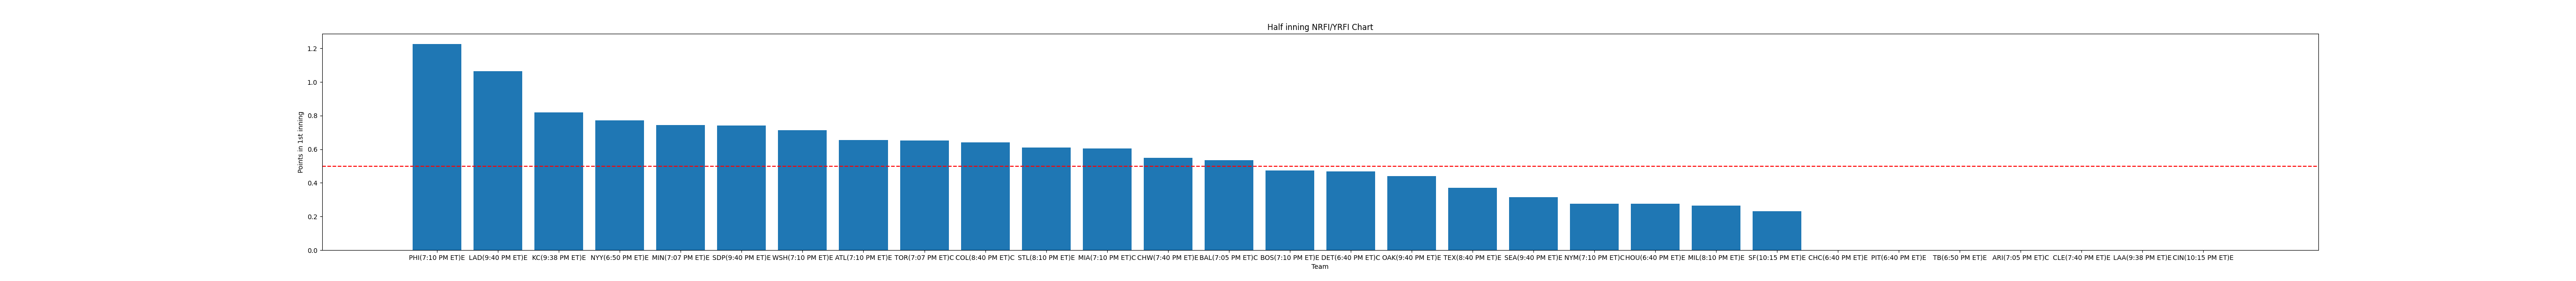 Half inning NRFI/YRFI Chart
1.2
1.0
0.8
0.6
0.4
0.2
0.0
Points in 1st inning
PHI(7:10 PM ET)E LAD(9:40 PM ET)E KC(9:38 PM ET)E NYY(6:50 PM ET)E MIN(7:07 PM ET)E SDP(9:40 PM ET)E WSH(7:10 PM ET)E ATL(7:10 PM ET)E TOR(7:07 PM ET)C COL(8:40 PM ET)C STL(8:10 PM ET)E MIA(7:10 PM ET)C CHW(7:40 PM ET)E BAL(7:05 PM ET)C BOS(7:10 PM ET)E DET(6:40 PM ET)C OAK(9:40 PM ET)E TEX(8:40 PM ET)E SEA(9:40 PM ET)E NYM(7:10 PM ET)C HOU(6:40 PM ET)E MIL(8:10 PM ET)E SF(10:15 PM ET)E CHC(6:40 PM ET)E PIT(6:40 PM ET)E TB(6:50 PM ET)E ARI(7:05 PM ET)C CLE(7:40 PM ET)E LAA(9:38 PM ET)E CIN(10:15 PM ET)E
Team